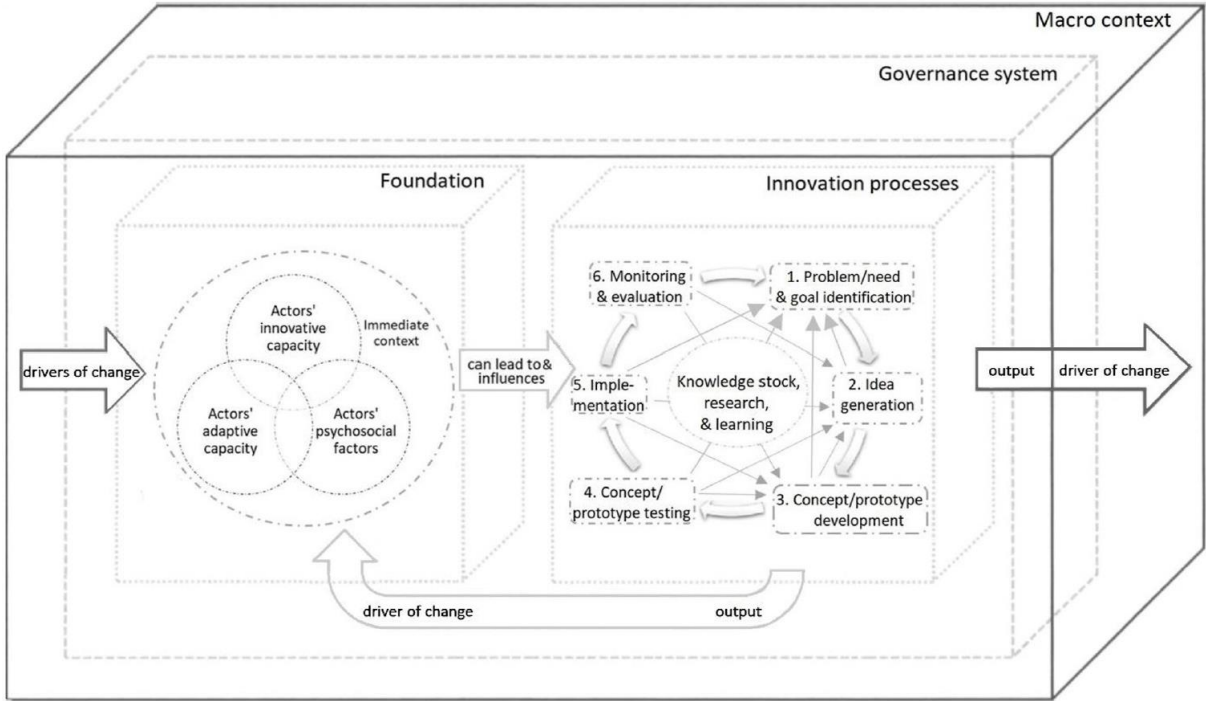 Macro context
Governance system
Foundation
Innovation processes
drivers of change
Actors'
innovative
capacity
Immediate
context
Actors'
adaptive
capacity
Actors'
psychosocial
factors
can lead to&
influences
6. Monitoring
& evaluation
1. Problem/need
& goal identification
5. Imple-
mentation
Knowledge stock,
research,
& learning
2. Idea
generation
4. Concept/
prototype testing
3. Concept/prototype
development
output
driver of change
driver of change
output